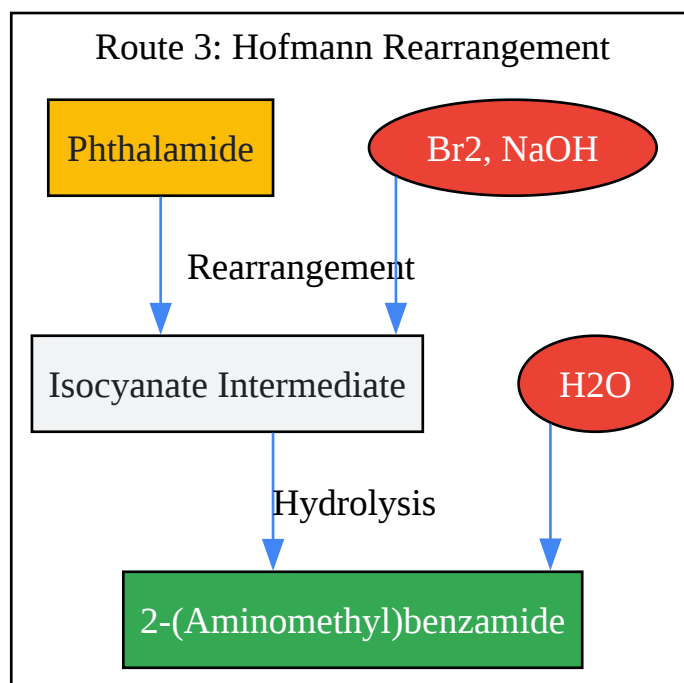 Route 3: Hofmann Rearrangement
Phthalamide
Br2, NaOH
Rearrangement
Isocyanate Intermediate
H2O
Hydrolysis
2-(Aminomethyl)benzamide